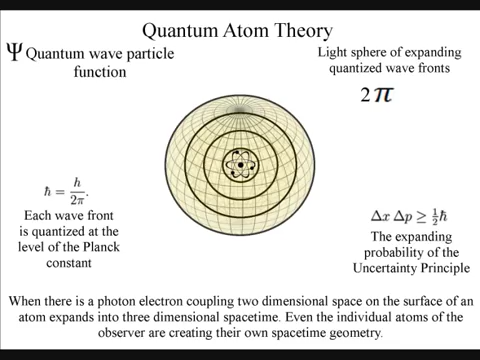 Quantum Atom Theory
Ψ Quantum wave particle
function
Light sphere of expanding
quantized wave fronts
2π
ħ = h/2π.
Each wave front
is quantized at the
level of the Planck
constant
Δx Δp ≥ ½ħ
The expanding
probability of the
Uncertainty Principle
When there is a photon electron coupling two dimensional space on the surface of an
atom expands into three dimensional spacetime. Even the individual atoms of the
observer are creating their own spacetime geometry.